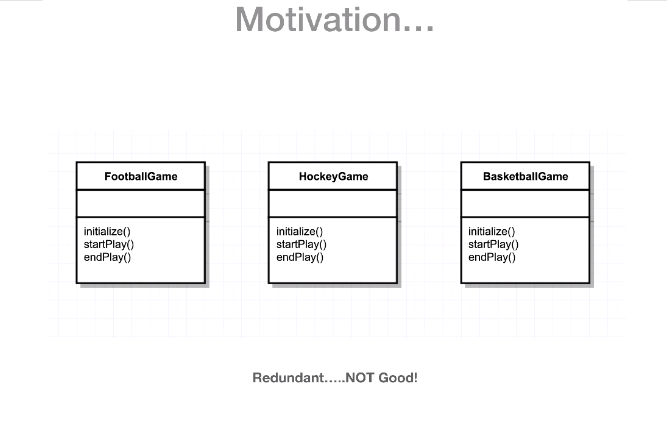 Motivation...
FootballGame
initialize()
startPlay()
endPlay()
HockeyGame
initialize()
startPlay()
endPlay()
BasketballGame
initialize()
startPlay()
endPlay()
Redundant.....NOT Good!